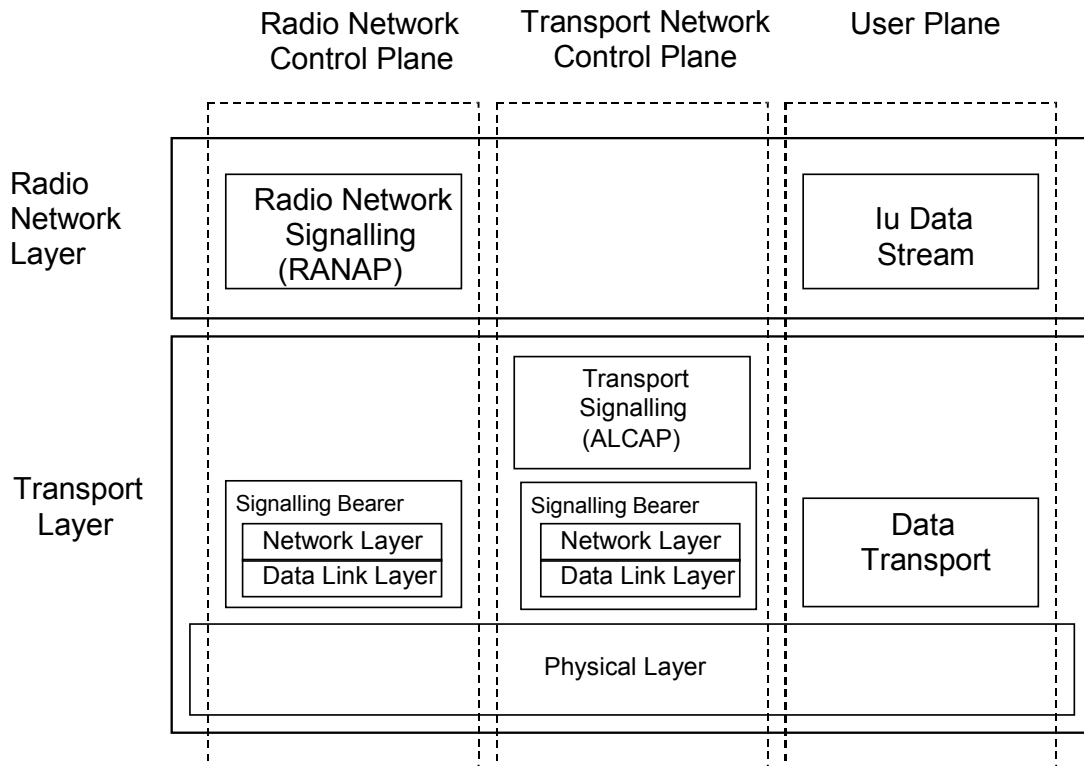 Radio Network
Control Plane
Transport Network
Control Plane
User Plane
Radio
Network
Layer
Radio Network
Signalling
(RANAP)
Iu Data
Stream
Transport
Layer
Transport
Signalling
(ALCAP)
Signalling Bearer
Network Layer
Data Link Layer
Signalling Bearer
Network Layer
Data Link Layer
Data
Transport
Physical Layer